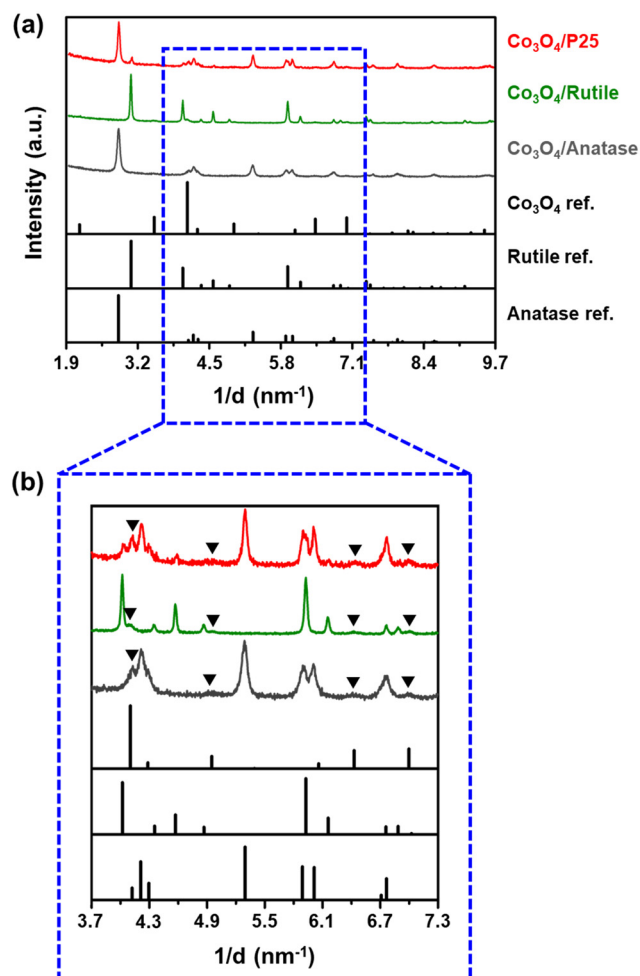 (a)
Intensity (a.u.)
Co₃O₄/P25
Co₃O₄/Rutile
Co₃O₄/Anatase
Co₃O₄ ref.
Rutile ref.
Anatase ref.
1.9 3.2 4.5 5.8 7.1 8.4 9.7
1/d (nm⁻¹)
(b)
3.7 4.3 4.9 5.5 6.1 6.7 7.3
1/d (nm⁻¹)